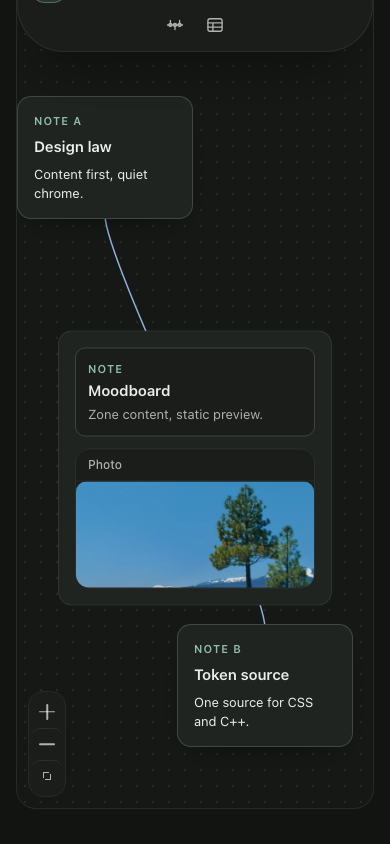 NOTE A
Design law
Content first, quiet
chrome.
NOTE
Moodboard
Zone content, static preview.
Photo
NOTE B
Token source
One source for CSS
and C++.